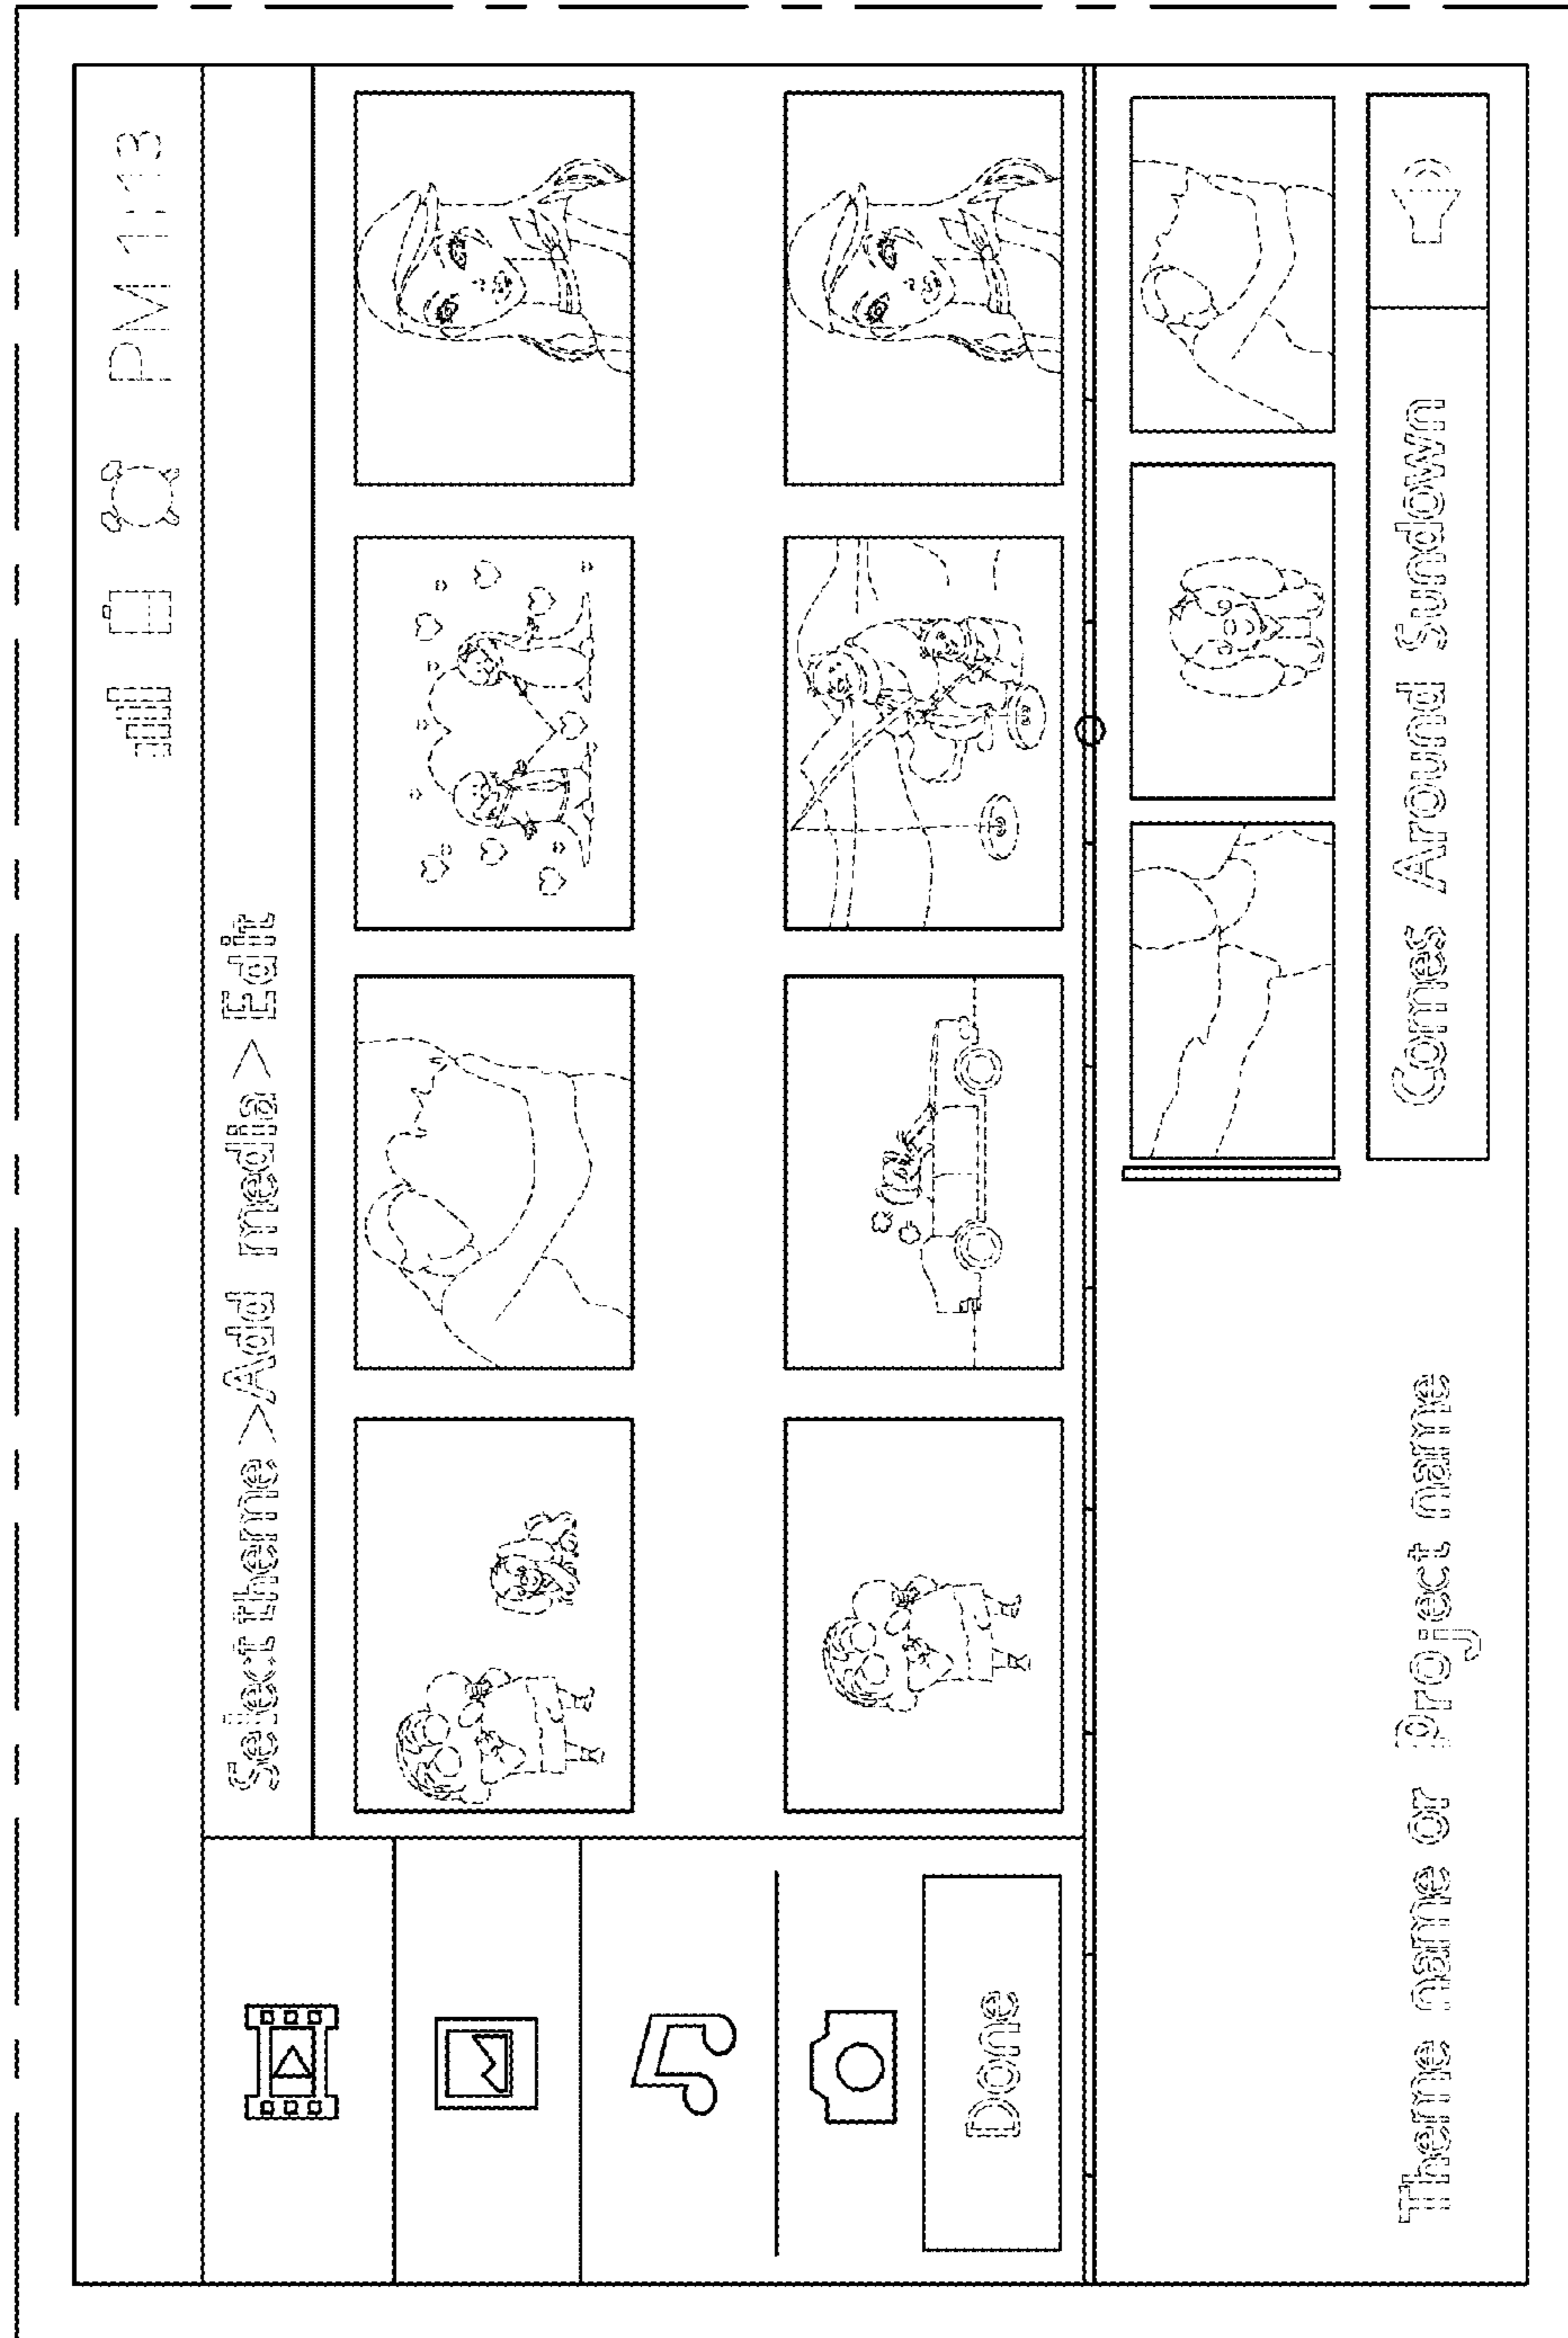 PM 1:13
Select theme >Add media > Edit
Done
Comes Around Sundown
Theme name or Project name